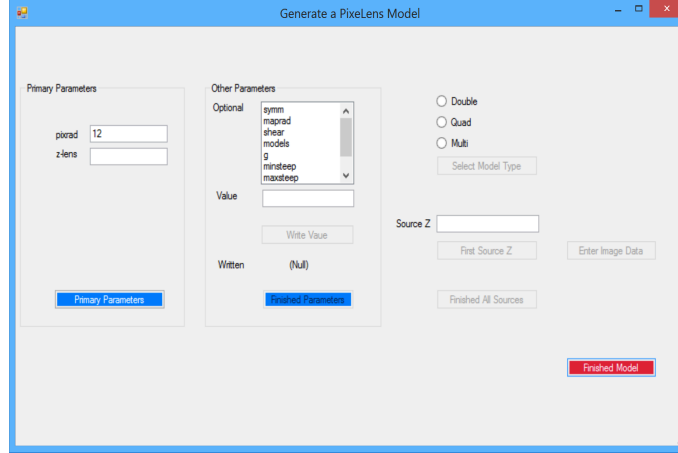 Generate a PixeLens Model
Primary Parameters
pixrad 12
z-lens
Primary Parameters
Other Parameters
Optional
symm
maprad
shear
models
g
minsteep
maxsteep
Value
Write Vaue
Written (Null)
Finished Parameters
Double
Quad
Multi
Select Model Type
Source Z
First Source Z
Enter Image Data
Finished All Sources
Finished Model